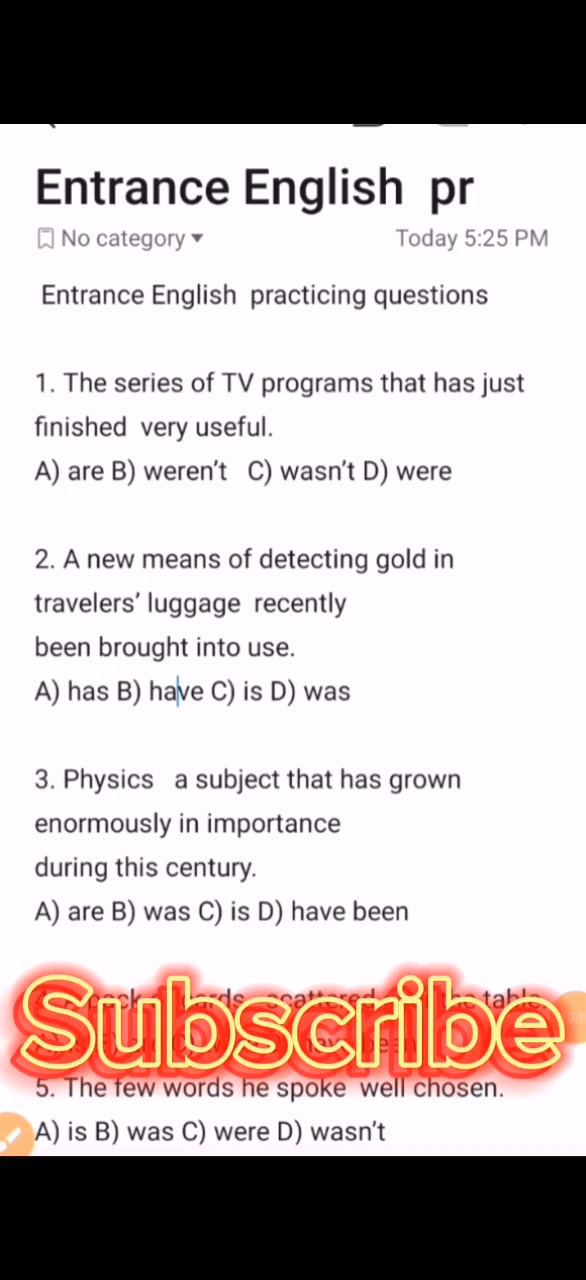 Entrance English pr
No category Today 5:25 PM
Entrance English practicing questions
1. The series of TV programs that has just
finished very useful.
A) are B) weren't C) wasn't D) were
2. A new means of detecting gold in
travelers' luggage recently
been brought into use.
A) has B) have C) is D) was
3. Physics a subject that has grown
enormously in importance
during this century.
A) are B) was C) is D) have been
scattered table.
Subscribe
5. The few words he spoke well chosen.
A) is B) was C) were D) wasn't